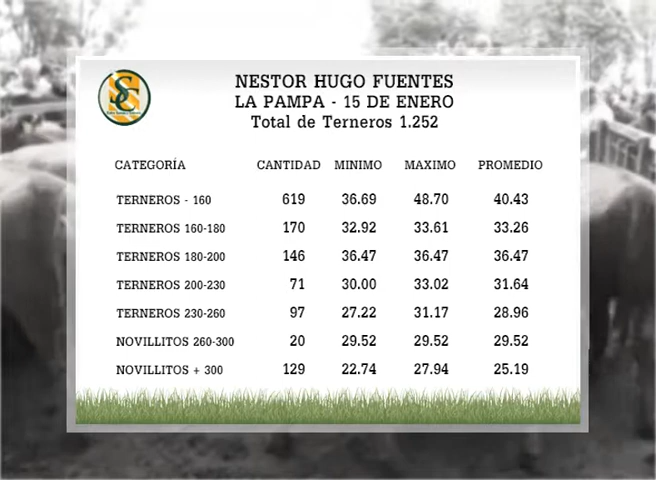 SC
NESTOR HUGO FUENTES
LA PAMPA - 15 DE ENERO
Total de Terneros 1.252
CATEGORÍA CANTIDAD MINIMO MAXIMO PROMEDIO
TERNEROS - 160 619 36.69 48.70 40.43
TERNEROS 160-180 170 32.92 33.61 33.26
TERNEROS 180-200 146 36.47 36.47 36.47
TERNEROS 200-230 71 30.00 33.02 31.64
TERNEROS 230-260 97 27.22 31.17 28.96
NOVILLITOS 260-300 20 29.52 29.52 29.52
NOVILLITOS + 300 129 22.74 27.94 25.19